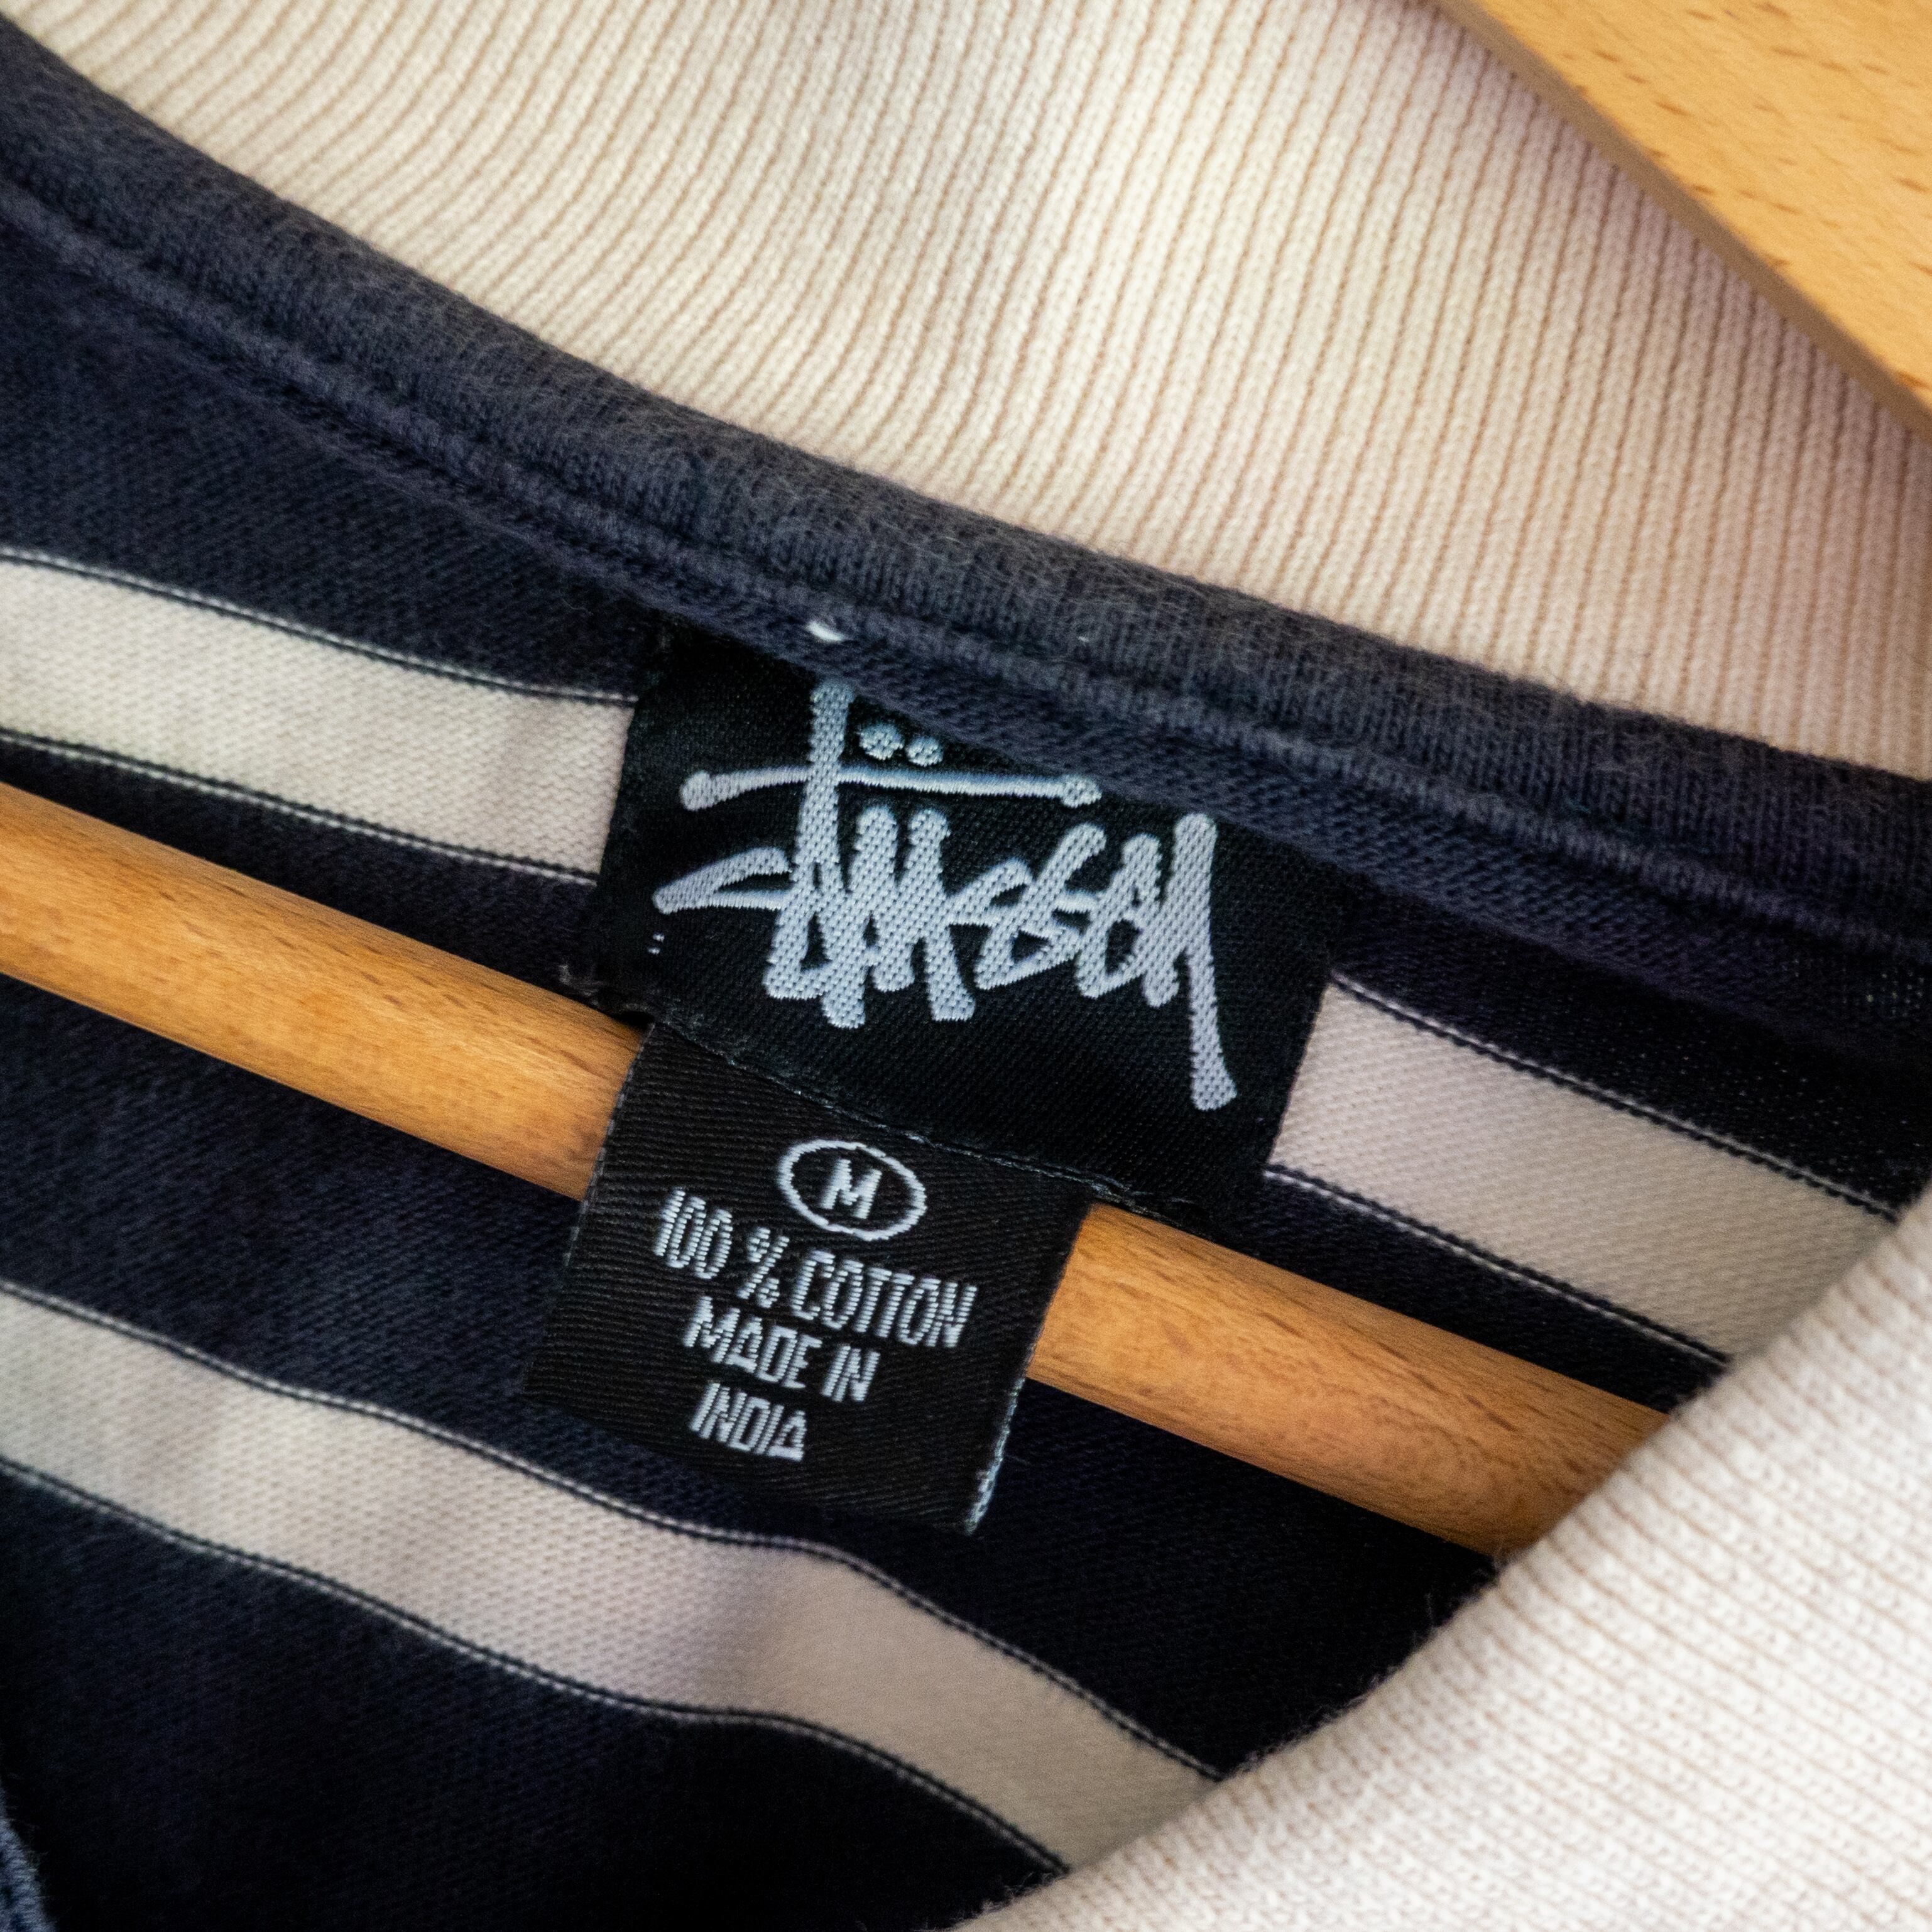 Stüssy
M
100% COTTON
MADE IN
INDIA